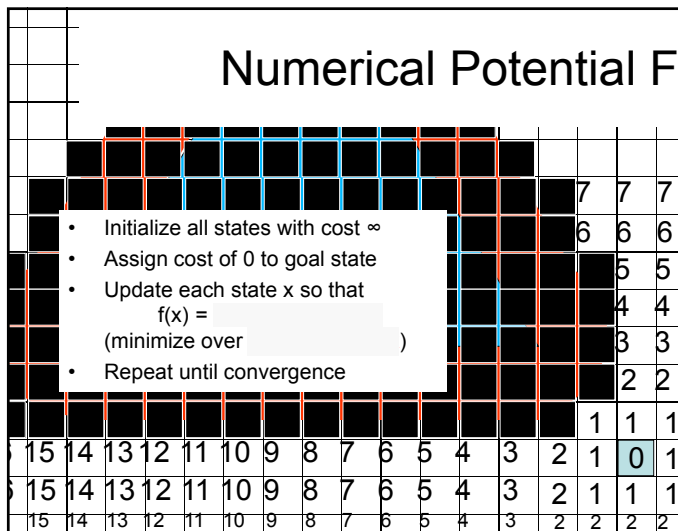 Numerical Potential F
7 7 7
• Initialize all states with cost ∞
6 6 6
• Assign cost of 0 to goal state
5 5
• Update each state x so that
4 4
f(x) =
3 3
(minimize over )
• Repeat until convergence
2 2
1 1 1
15 14 13 12 11 10 9 8 7 6 5 4 3 2 1 0 1
15 14 13 12 11 10 9 8 7 6 5 4 3 2 1 1 1
15 14 13 12 11 10 9 8 7 6 5 4 3 2 2 2 2